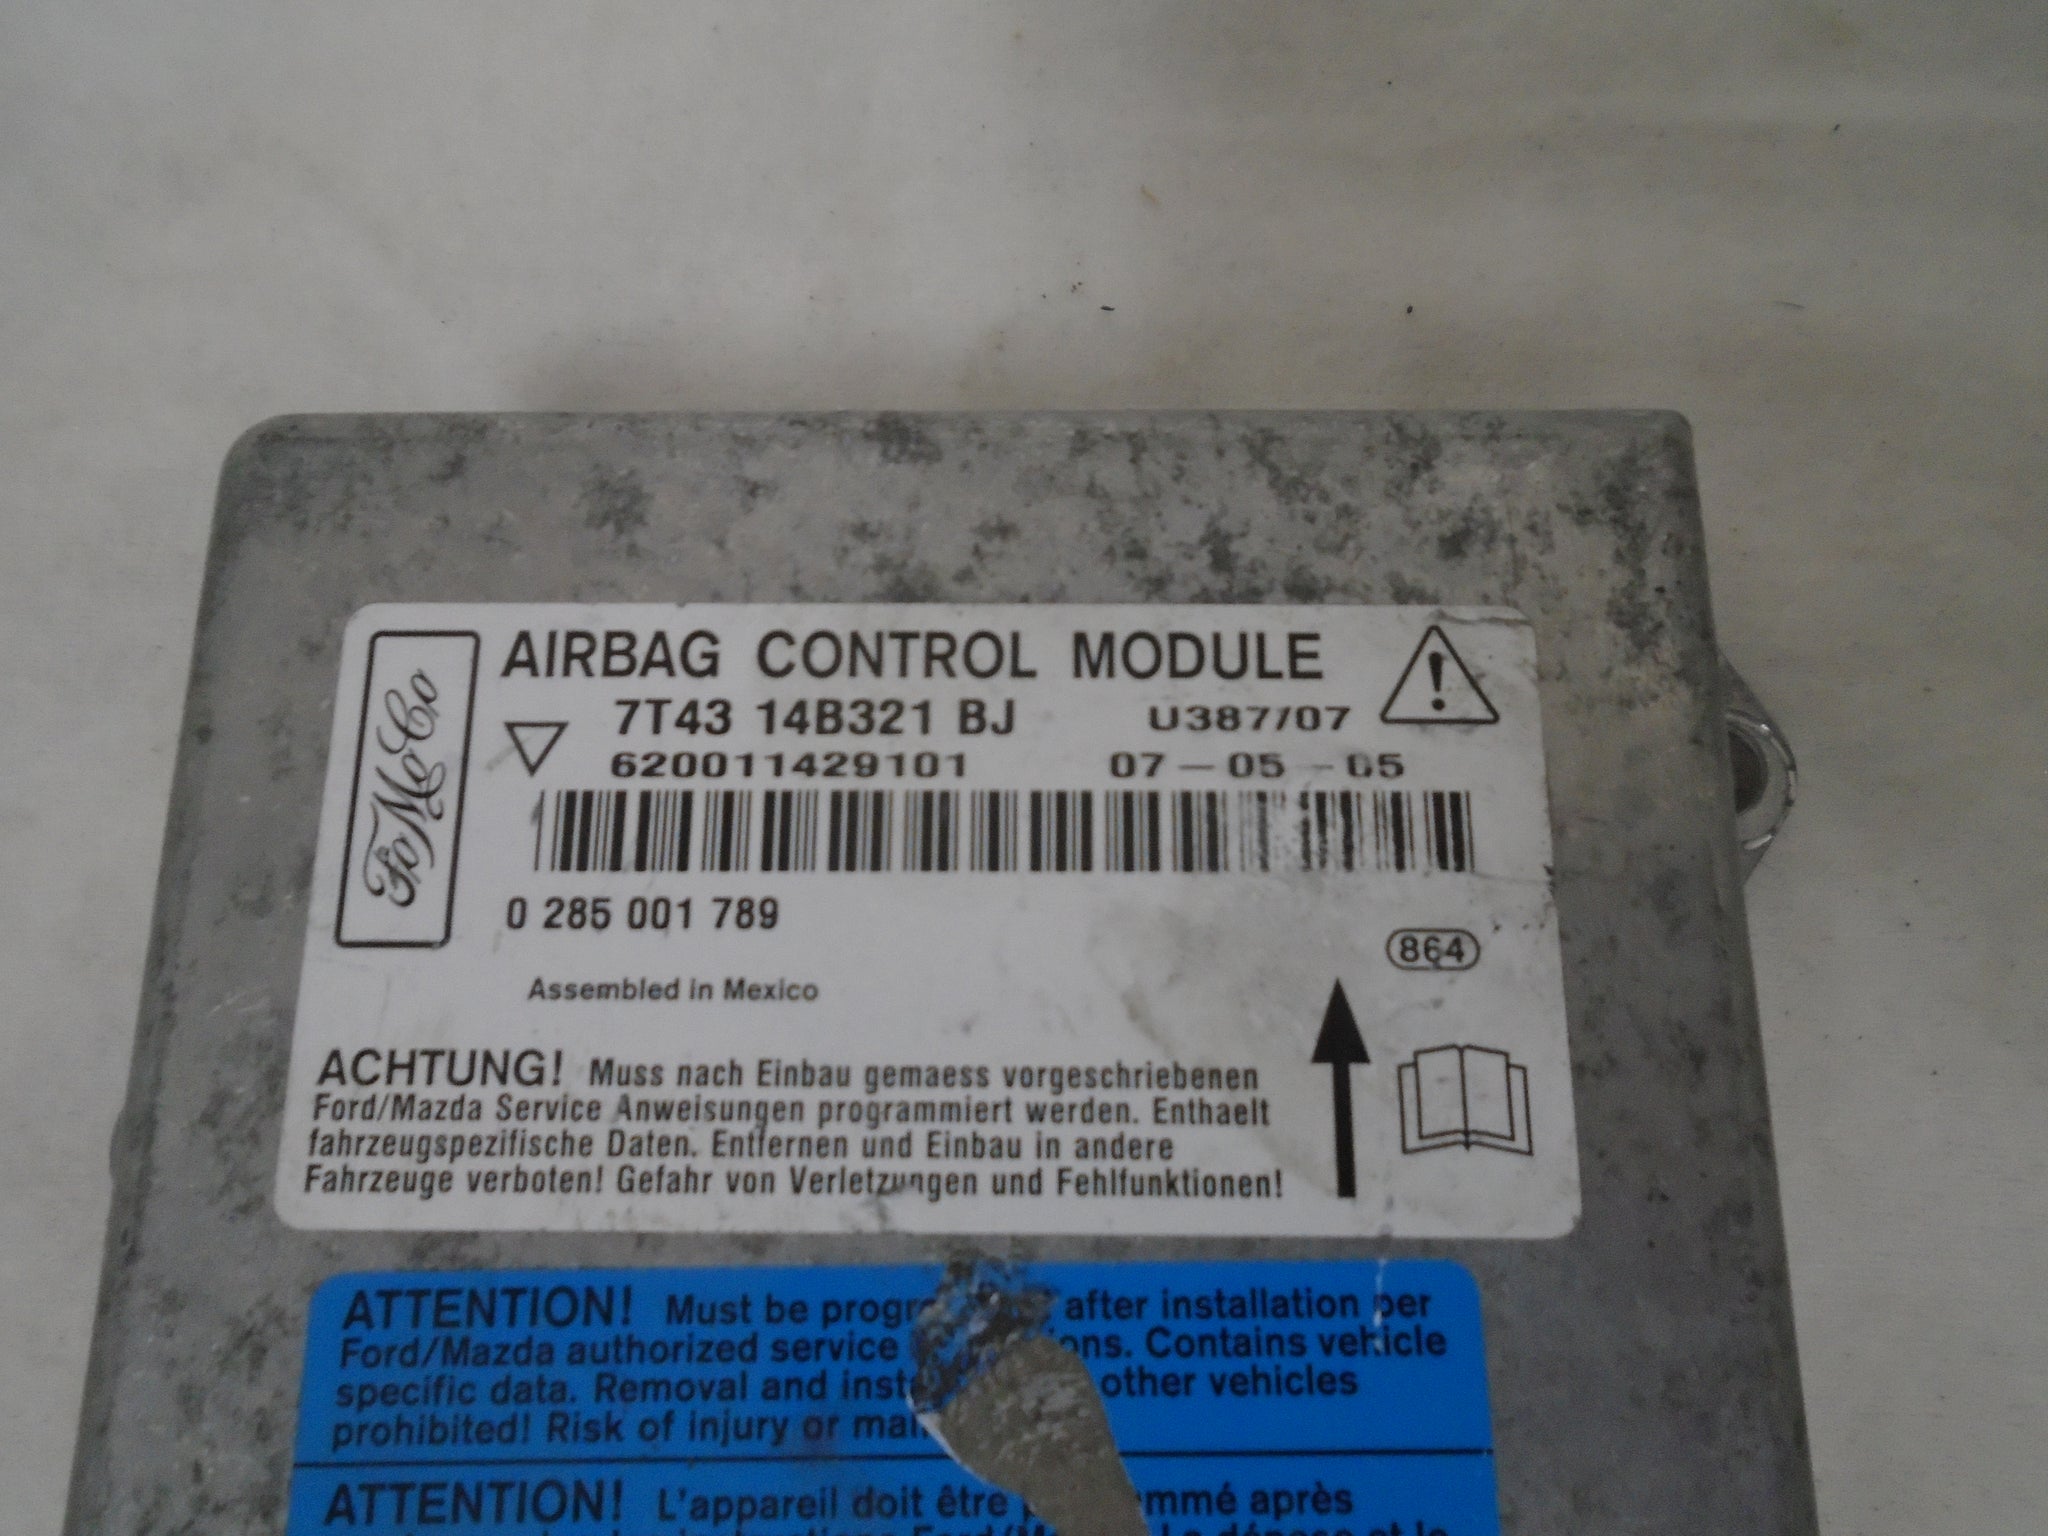 FoMoCo
AIRBAG CONTROL MODULE
7T43 14B321 BJ U387/07
620011429101 07-05-05
0 285 001 789
864
Assembled in Mexico
ACHTUNG! Muss nach Einbau gemaess vorgeschriebenen
Ford/Mazda Service Anweisungen programmiert werden. Enthaelt
fahrzeugspezifische Daten. Entfernen und Einbau in andere
Fahrzeuge verboten! Gefahr von Verletzungen und Fehlfunktionen!
ATTENTION! Must be after installation per
Ford/Mazda authorized service Contains vehicle
specific data. Removal and other vehicles
prohibited! Risk of injury or
ATTENTION! L'appareil doit être après